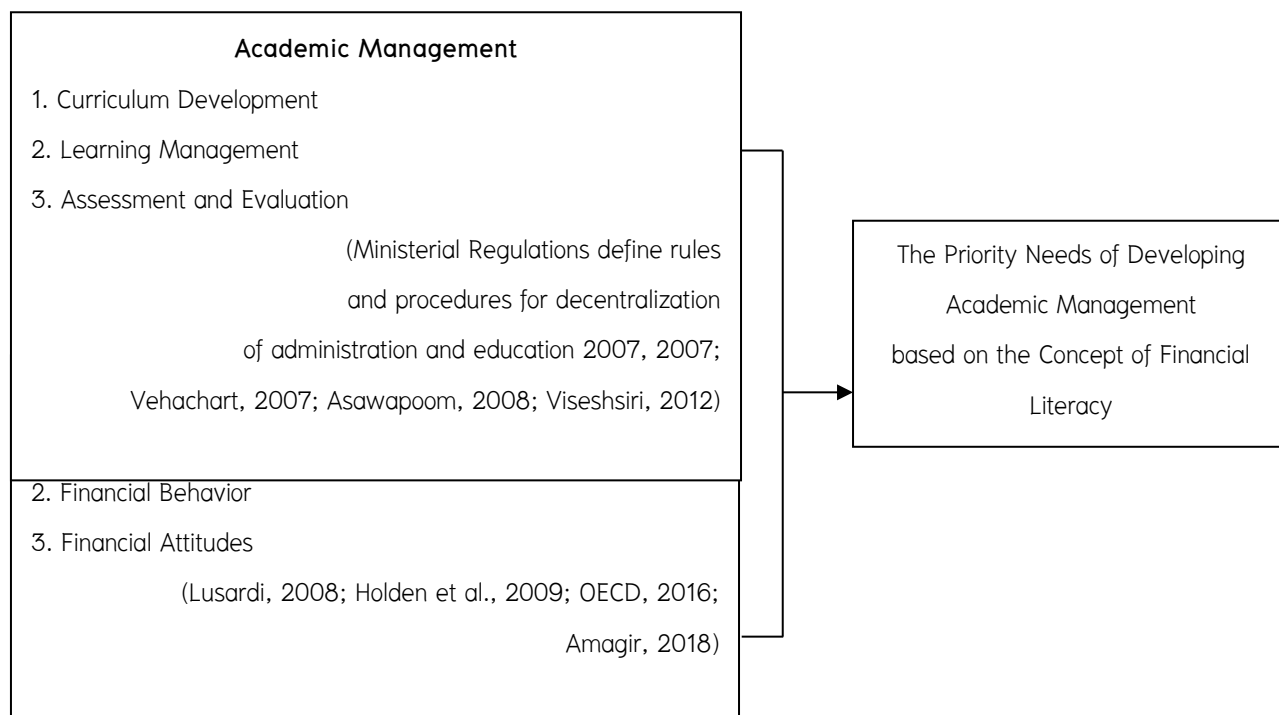 Academic Management
1. Curriculum Development
2. Learning Management
3. Assessment and Evaluation
(Ministerial Regulations define rules
and procedures for decentralization
of administration and education 2007, 2007;
Vehachart, 2007; Asawapoom, 2008; Viseshsiri, 2012)
2. Financial Behavior
3. Financial Attitudes
(Lusardi, 2008; Holden et al., 2009; OECD, 2016;
Amagir, 2018)
The Priority Needs of Developing
Academic Management
based on the Concept of Financial
Literacy